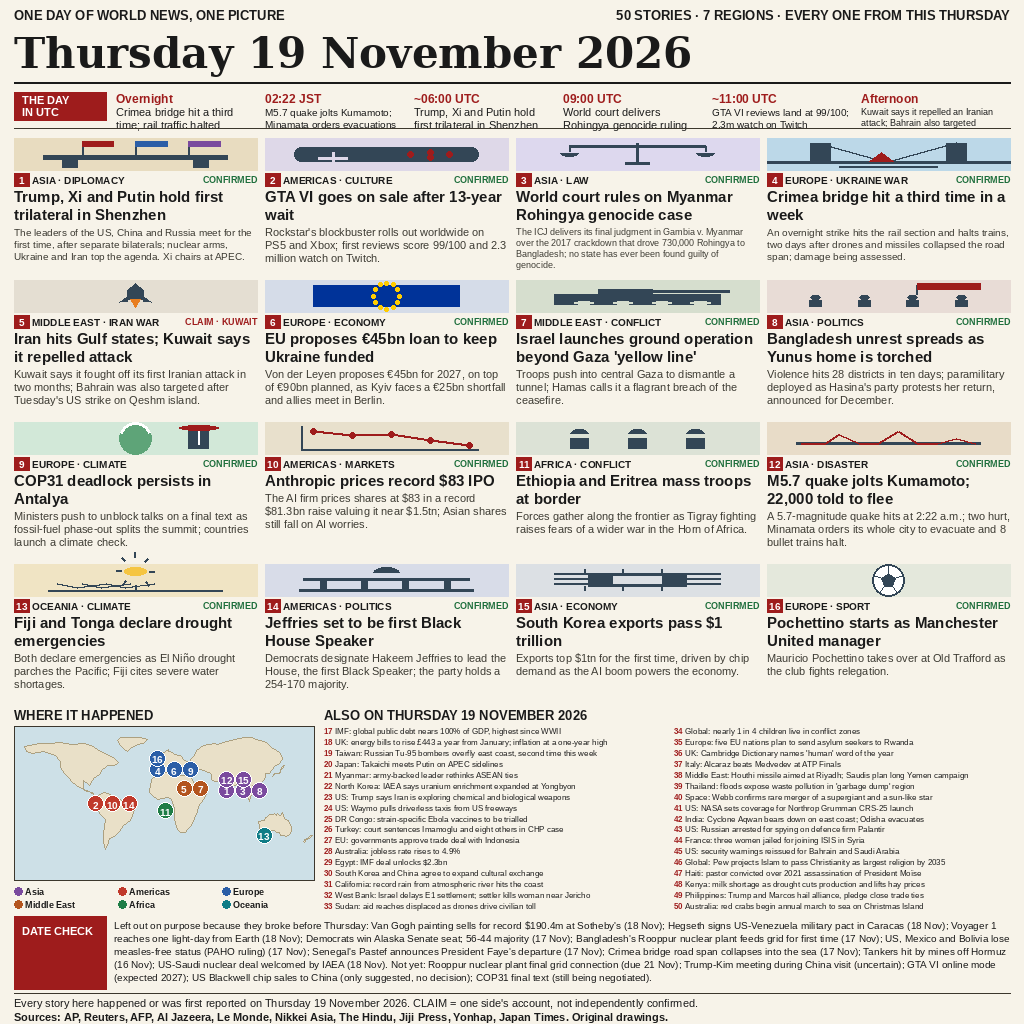 ONE DAY OF WORLD NEWS, ONE PICTURE
50 STORIES · 7 REGIONS · EVERY ONE FROM THIS THURSDAY
Thursday 19 November 2026
THE DAY
IN UTC
Overnight
Crimea bridge hit a third
time; rail traffic halted
02:22 JST
M5.7 quake jolts Kumamoto;
Minamata orders evacuations
~06:00 UTC
Trump, Xi and Putin hold
first trilateral in Shenzhen
09:00 UTC
World court delivers
Rohingya genocide ruling
~11:00 UTC
GTA VI reviews land at 99/100;
2.3m watch on Twitch
Afternoon
Kuwait says it repelled an Iranian
attack; Bahrain also targeted
1 ASIA · DIPLOMACY CONFIRMED
Trump, Xi and Putin hold first
trilateral in Shenzhen
The leaders of the US, China and Russia meet for the
first time, after separate bilaterals; nuclear arms,
Ukraine and Iran top the agenda. Xi chairs at APEC.
2 AMERICAS · CULTURE CONFIRMED
GTA VI goes on sale after 13-year
wait
Rockstar's blockbuster rolls out worldwide on
PS5 and Xbox; first reviews score 99/100 and 2.3
million watch on Twitch.
3 ASIA · LAW CONFIRMED
World court rules on Myanmar
Rohingya genocide case
The ICJ delivers its final judgment in Gambia v. Myanmar
over the 2017 crackdown that drove 730,000 Rohingya to
Bangladesh; no state has ever been found guilty of
genocide.
4 EUROPE · UKRAINE WAR CONFIRMED
Crimea bridge hit a third time in a
week
An overnight strike hits the rail section and halts trains,
two days after drones and missiles collapsed the road
span; damage being assessed.
5 MIDDLE EAST · IRAN WAR CLAIM · KUWAIT
Iran hits Gulf states; Kuwait says
it repelled attack
Kuwait says it fought off its first Iranian attack in
two months; Bahrain was also targeted after
Tuesday's US strike on Qeshm island.
6 EUROPE · ECONOMY CONFIRMED
EU proposes €45bn loan to keep
Ukraine funded
Von der Leyen proposes €45bn for 2027, on top
of €90bn planned, as Kyiv faces a €25bn shortfall
and allies meet in Berlin.
7 MIDDLE EAST · CONFLICT CONFIRMED
Israel launches ground operation
beyond Gaza 'yellow line'
Troops push into central Gaza to dismantle a
tunnel; Hamas calls it a flagrant breach of the
ceasefire.
8 ASIA · POLITICS CONFIRMED
Bangladesh unrest spreads as
Yunus home is torched
Violence hits 28 districts in ten days; paramilitary
deployed as Hasina's party protests her return,
announced for December.
9 EUROPE · CLIMATE CONFIRMED
COP31 deadlock persists in
Antalya
Ministers push to unblock talks on a final text as
fossil-fuel phase-out splits the summit; countries
launch a climate check.
10 AMERICAS · MARKETS CONFIRMED
Anthropic prices record $83 IPO
The AI firm prices shares at $83 in a record
$81.3bn raise valuing it near $1.5tn; Asian shares
still fall on AI worries.
11 AFRICA · CONFLICT CONFIRMED
Ethiopia and Eritrea mass troops
at border
Forces gather along the frontier as Tigray fighting
raises fears of a wider war in the Horn of Africa.
12 ASIA · DISASTER CONFIRMED
M5.7 quake jolts Kumamoto;
22,000 told to flee
A 5.7-magnitude quake hits at 2:22 a.m.; two hurt,
Minamata orders its whole city to evacuate and 8
bullet trains halt.
13 OCEANIA · CLIMATE CONFIRMED
Fiji and Tonga declare drought
emergencies
Both declare emergencies as El Niño drought
parches the Pacific; Fiji cites severe water
shortages.
14 AMERICAS · POLITICS CONFIRMED
Jeffries set to be first Black
House Speaker
Democrats designate Hakeem Jeffries to lead the
House, the first Black Speaker; the party holds a
254-170 majority.
15 ASIA · ECONOMY CONFIRMED
South Korea exports pass $1
trillion
Exports top $1tn for the first time, driven by chip
demand as the AI boom powers the economy.
16 EUROPE · SPORT CONFIRMED
Pochettino starts as Manchester
United manager
Mauricio Pochettino takes over at Old Trafford as
the club fights relegation.
WHERE IT HAPPENED
16
4 6 9
12 15
5 7 1 3 8
2 10 14
11
13
Asia Americas Europe
Middle East Africa Oceania
ALSO ON THURSDAY 19 NOVEMBER 2026
17 IMF: global public debt nears 100% of GDP, highest since WWII
18 UK: energy bills to rise £443 a year from January; inflation at a one-year high
19 Taiwan: Russian Tu-95 bombers overfly east coast, second time this week
20 Japan: Takaichi meets Putin on APEC sidelines
21 Myanmar: army-backed leader rethinks ASEAN ties
22 North Korea: IAEA says uranium enrichment expanded at Yongbyon
23 US: Trump says Iran is exploring chemical and biological weapons
24 US: Waymo pulls driverless taxis from US freeways
25 DR Congo: strain-specific Ebola vaccines to be trialled
26 Turkey: court sentences Imamoglu and eight others in CHP case
27 EU: governments approve trade deal with Indonesia
28 Australia: jobless rate rises to 4.9%
29 Egypt: IMF deal unlocks $2.3bn
30 South Korea and China agree to expand cultural exchange
31 California: record rain from atmospheric river hits the coast
32 West Bank: Israel delays E1 settlement; settler kills woman near Jericho
33 Sudan: aid reaches displaced as drones drive civilian toll
34 Global: nearly 1 in 4 children live in conflict zones
35 Europe: five EU nations plan to send asylum seekers to Rwanda
36 UK: Cambridge Dictionary names 'human' word of the year
37 Italy: Alcaraz beats Medvedev at ATP Finals
38 Middle East: Houthi missile aimed at Riyadh; Saudis plan long Yemen campaign
39 Thailand: floods expose waste pollution in 'garbage dump' region
40 Space: Webb confirms rare merger of a supergiant and a sun-like star
41 US: NASA sets coverage for Northrop Grumman CRS-25 launch
42 India: Cyclone Aqwan bears down on east coast; Odisha evacuates
43 US: Russian arrested for spying on defence firm Palantir
44 France: three women jailed for joining ISIS in Syria
45 US: security warnings reissued for Bahrain and Saudi Arabia
46 Global: Pew projects Islam to pass Christianity as largest religion by 2035
47 Haiti: pastor convicted over 2021 assassination of President Moise
48 Kenya: milk shortage as drought cuts production and lifts hay prices
49 Philippines: Trump and Marcos hail alliance, pledge close trade ties
50 Australia: red crabs begin annual march to sea on Christmas Island
DATE CHECK
Left out on purpose because they broke before Thursday: Van Gogh painting sells for record $190.4m at Sotheby's (18 Nov); Hegseth signs US-Venezuela military pact in Caracas (18 Nov); Voyager 1
reaches one light-day from Earth (18 Nov); Democrats win Alaska Senate seat; 56-44 majority (17 Nov); Bangladesh's Rooppur nuclear plant feeds grid for first time (17 Nov); US, Mexico and Bolivia lose
measles-free status (PAHO ruling) (17 Nov); Senegal's Pastef announces President Faye's departure (17 Nov); Crimea bridge road span collapses into the sea (17 Nov); Tankers hit by mines off Hormuz
(16 Nov); US-Saudi nuclear deal welcomed by IAEA (18 Nov). Not yet: Rooppur nuclear plant final grid connection (due 21 Nov); Trump-Kim meeting during China visit (uncertain); GTA VI online mode
(expected 2027); US Blackwell chip sales to China (only suggested, no decision); COP31 final text (still being negotiated).
Every story here happened or was first reported on Thursday 19 November 2026. CLAIM = one side's account, not independently confirmed.
Sources: AP, Reuters, AFP, Al Jazeera, Le Monde, Nikkei Asia, The Hindu, Jiji Press, Yonhap, Japan Times. Original drawings.